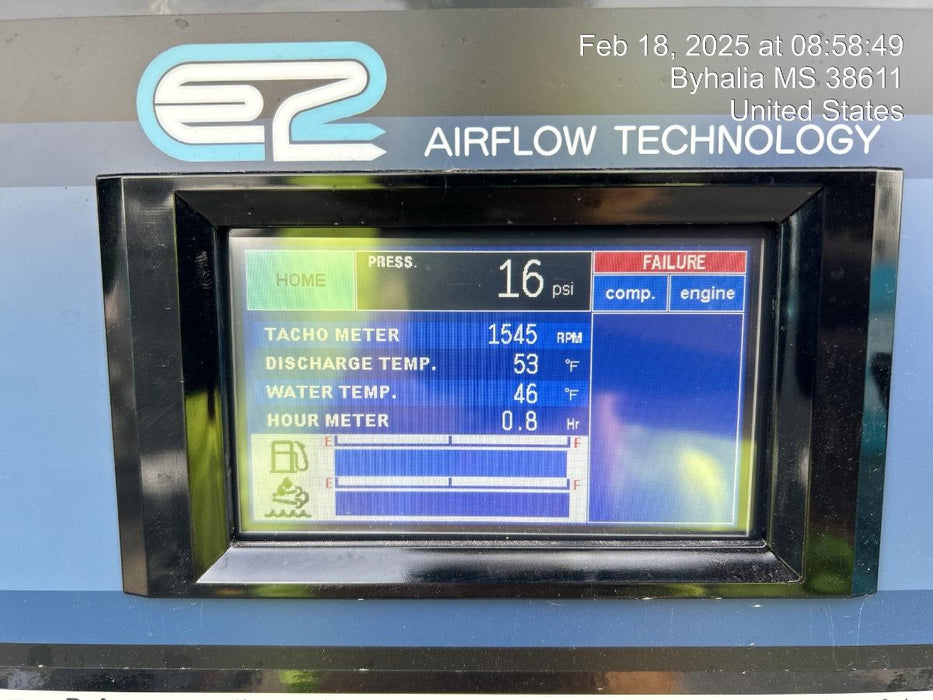 Feb 18, 2025 at 08:58:49
Byhalia MS 38611
United States
E2
AIRFLOW TECHNOLOGY
HOME
PRESS.
16 psi
FAILURE
comp. engine
TACHO METER 1545 RPM
DISCHARGE TEMP. 53 °F
WATER TEMP. 46 °F
HOUR METER 0.8 Hr
E F
E F